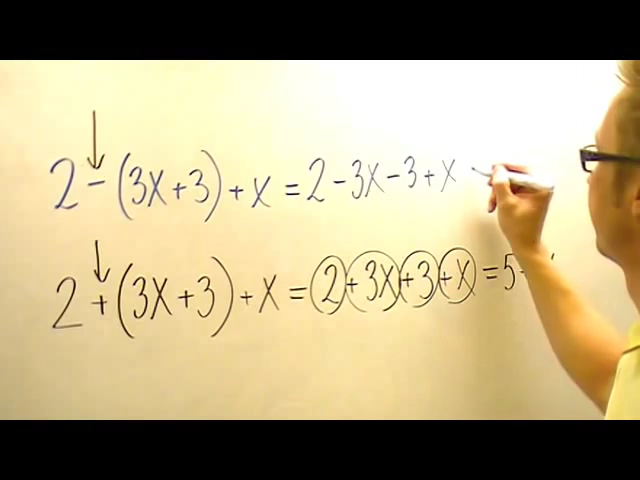 2 - (3x + 3) + x = 2 - 3x - 3 + x
2 + (3x + 3) + x = 2 + 3x + 3 + x = 5